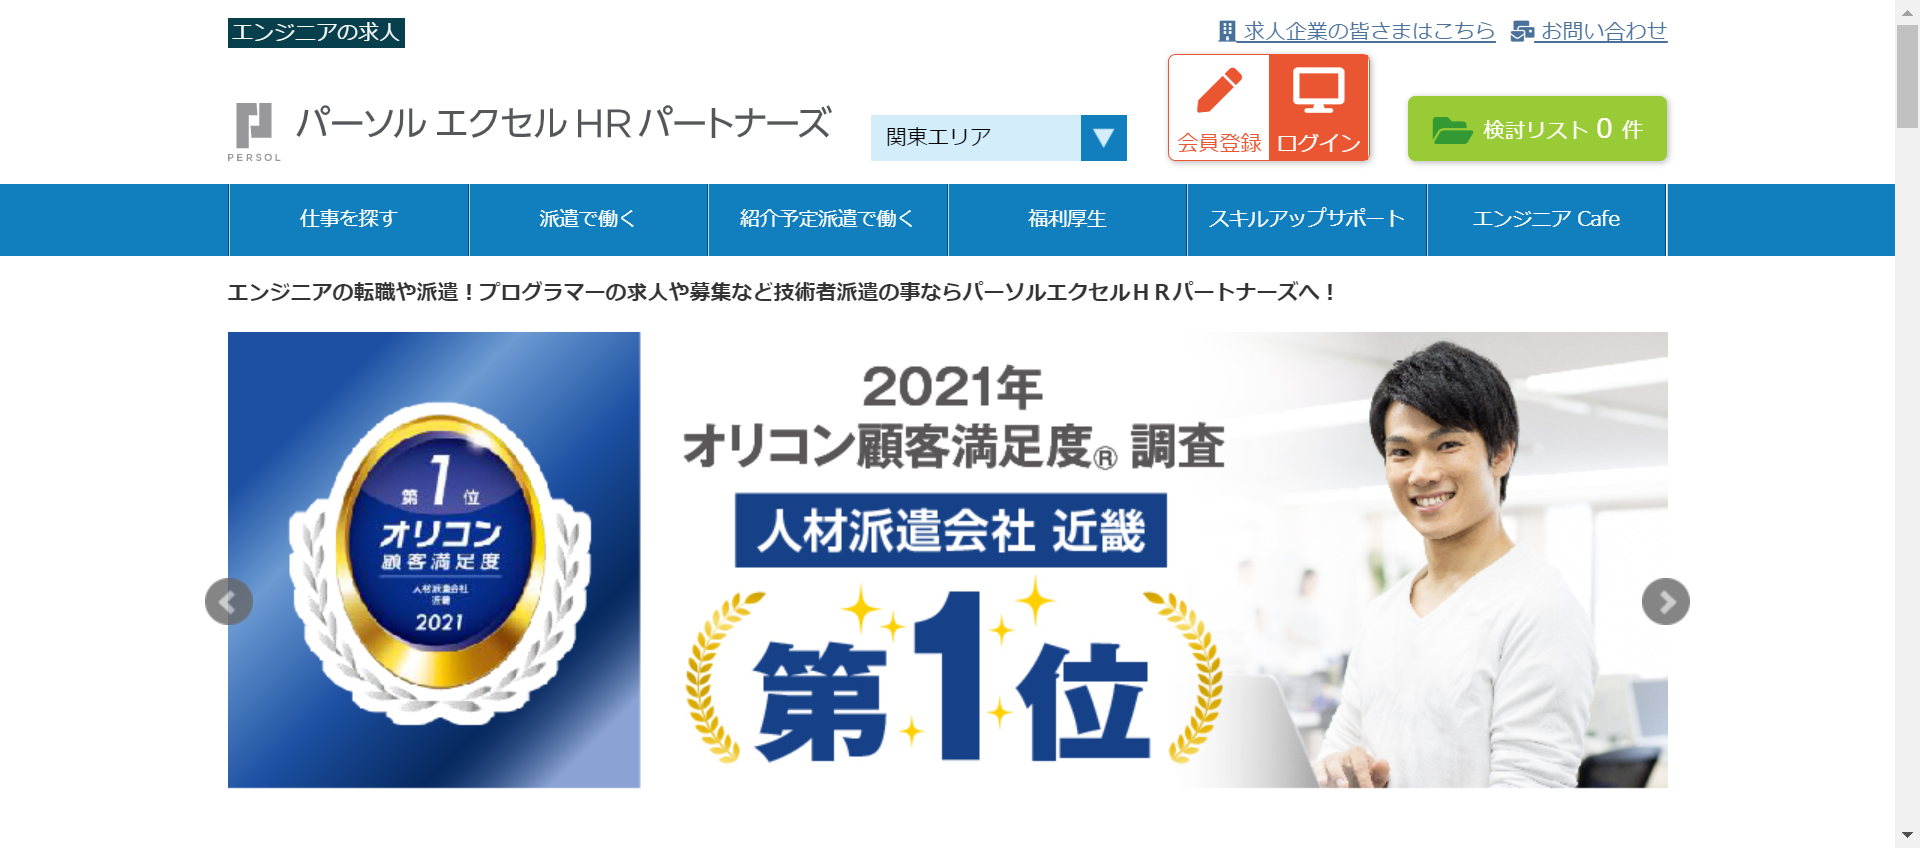 エンジニアの求人
求人企業の皆さまはこちら
お問い合わせ
PERSOL
パーソル エクセル HR パートナーズ
関東エリア
会員登録
ログイン
検討リスト 0 件
仕事を探す
派遣で働く
紹介予定派遣で働く
福利厚生
スキルアップサポート
エンジニア Cafe
エンジニアの転職や派遣！プログラマーの求人や募集など技術者派遣の事ならパーソルエクセルＨＲパートナーズへ！
第1位
オリコン
顧客満足度
人材派遣会社
近畿
2021
2021年
オリコン顧客満足度® 調査
人材派遣会社 近畿
第1位